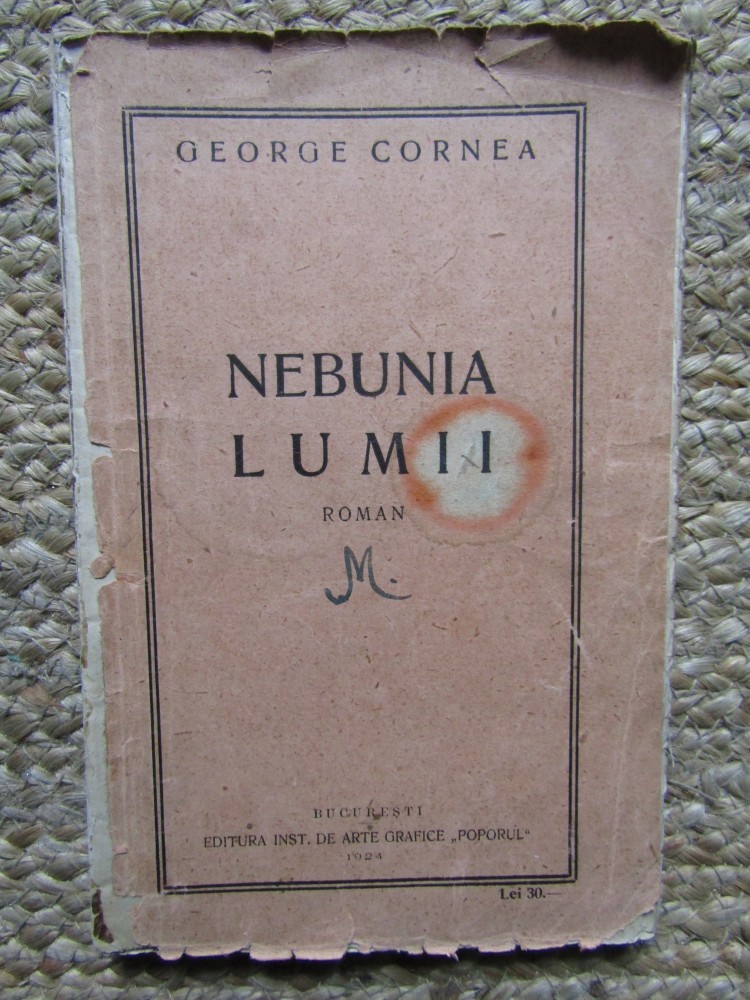 GEORGE CORNEA
NEBUNIA
LUMII
ROMAN
M.
BUCUREȘTI
EDITURA INST. DE ARTE GRAFICE „POPORUL“
1924
Lei 30.—